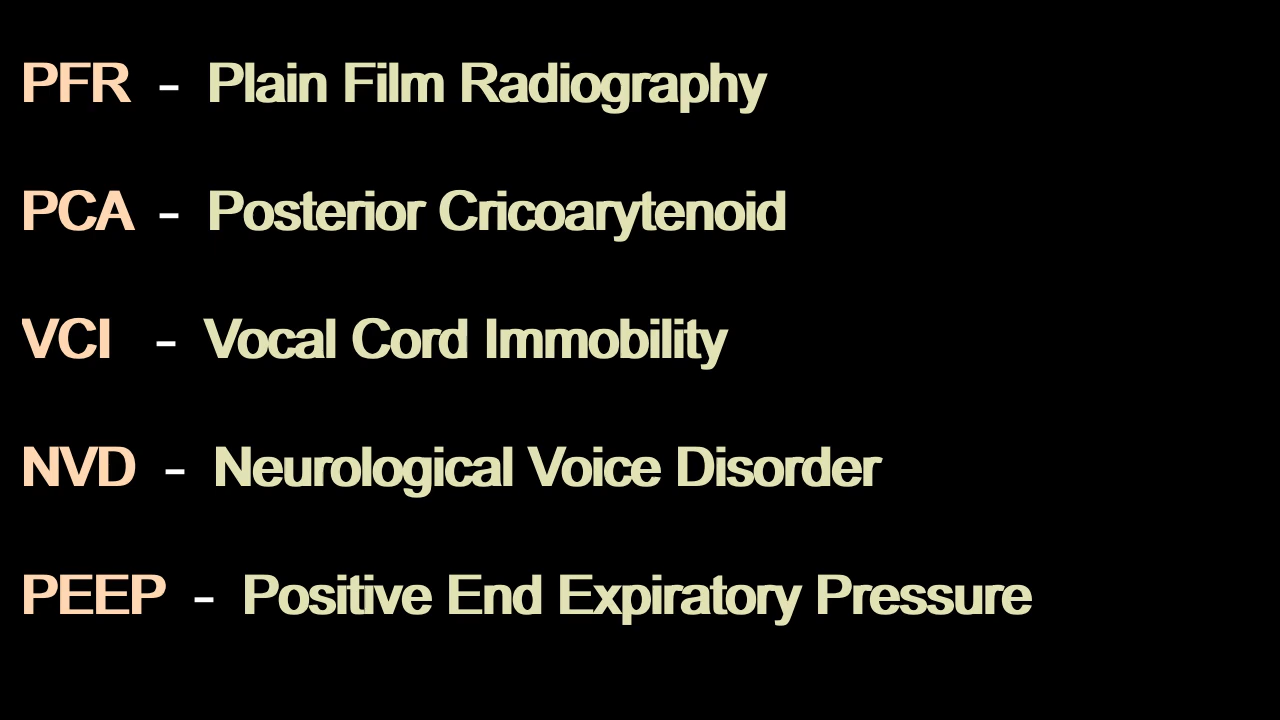 PFR - Plain Film Radiography
PCA - Posterior Cricoarytenoid
VCI - Vocal Cord Immobility
NVD - Neurological Voice Disorder
PEEP - Positive End Expiratory Pressure